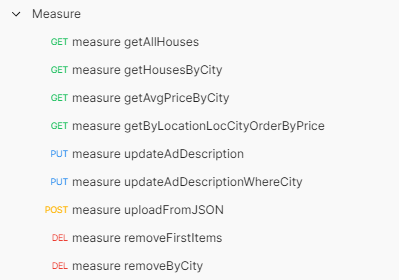 Measure
GET measure getAllHouses
GET measure getHousesByCity
GET measure getAvgPriceByCity
GET measure getByLocationLocCityOrderByPrice
PUT measure updateAdDescription
PUT measure updateAdDescriptionWhereCity
POST measure uploadFromJSON
DEL measure removeFirstItems
DEL measure removeByCity